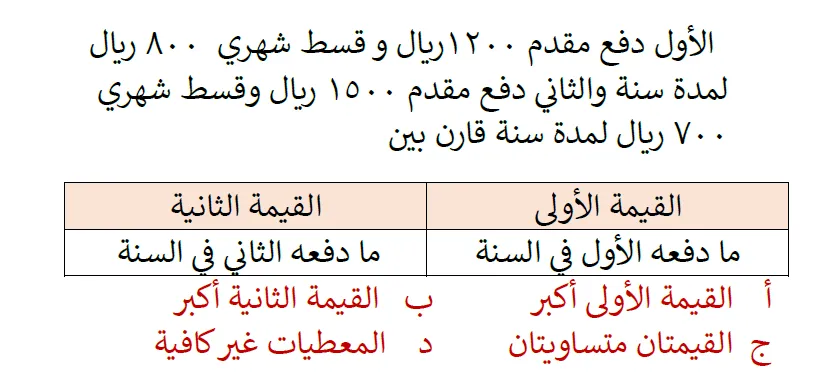 الأول دفع مقدم ١٢٠٠ريال و قسط شهري ٨٠٠ ريال
لمدة سنة والثاني دفع مقدم ١٥٠٠ ريال وقسط شهري
٧٠٠ ريال لمدة سنة قارن بين
القيمة الأولى القيمة الثانية
ما دفعه الأول في السنة ما دفعه الثاني في السنة
أ القيمة الأولى أكبر ب القيمة الثانية أكبر
ج القيمتان متساويتان د المعطيات غير كافية